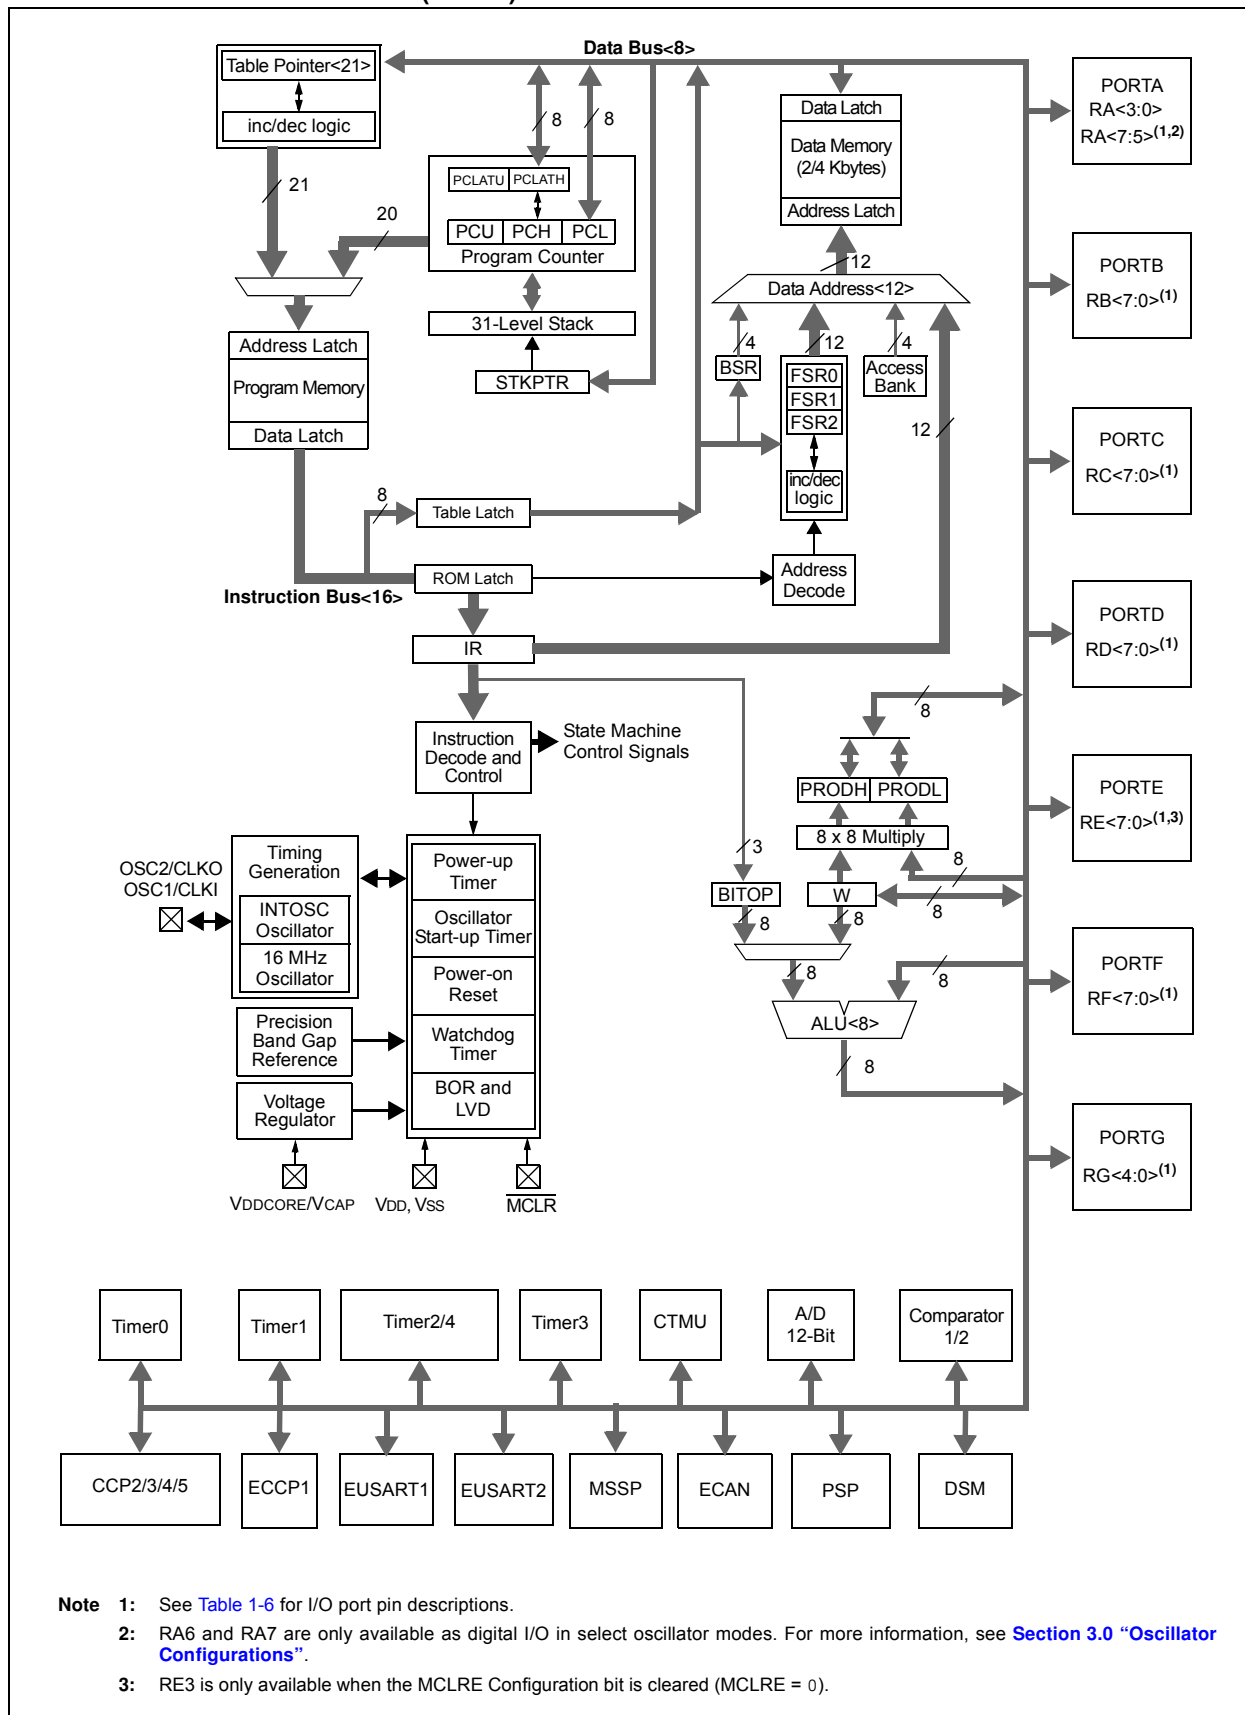 Data Bus<8>
Table Pointer<21>
inc/dec logic
21
20
8
8
PCLATU
PCLATH
PCU
PCH
PCL
Program Counter
31-Level Stack
STKPTR
Data Latch
Data Memory
(2/4 Kbytes)
Address Latch
12
Data Address<12>
4
12
4
BSR
FSR0
FSR1
FSR2
inc/dec
logic
Access
Bank
12
Address
Decode
Address Latch
Program Memory
Data Latch
8
Table Latch
ROM Latch
Instruction Bus<16>
IR
Instruction
Decode and
Control
State Machine
Control Signals
8
PRODH
PRODL
8 x 8 Multiply
3
8
BITOP
W
8
8
8
8
8
ALU<8>
8
OSC2/CLKO
OSC1/CLKI
Timing
Generation
INTOSC
Oscillator
16 MHz
Oscillator
Precision
Band Gap
Reference
Voltage
Regulator
Power-up
Timer
Oscillator
Start-up Timer
Power-on
Reset
Watchdog
Timer
BOR and
LVD
VDDCORE/VCAP
VDD, VSS
MCLR
PORTA
RA<3:0>
RA<7:5>(1,2)
PORTB
RB<7:0>(1)
PORTC
RC<7:0>(1)
PORTD
RD<7:0>(1)
PORTE
RE<7:0>(1,3)
PORTF
RF<7:0>(1)
PORTG
RG<4:0>(1)
Timer0
Timer1
Timer2/4
Timer3
CTMU
A/D
12-Bit
Comparator
1/2
CCP2/3/4/5
ECCP1
EUSART1
EUSART2
MSSP
ECAN
PSP
DSM
Note 1: See Table 1-6 for I/O port pin descriptions.
2: RA6 and RA7 are only available as digital I/O in select oscillator modes. For more information, see Section 3.0 “Oscillator
Configurations”.
3: RE3 is only available when the MCLRE Configuration bit is cleared (MCLRE = 0).